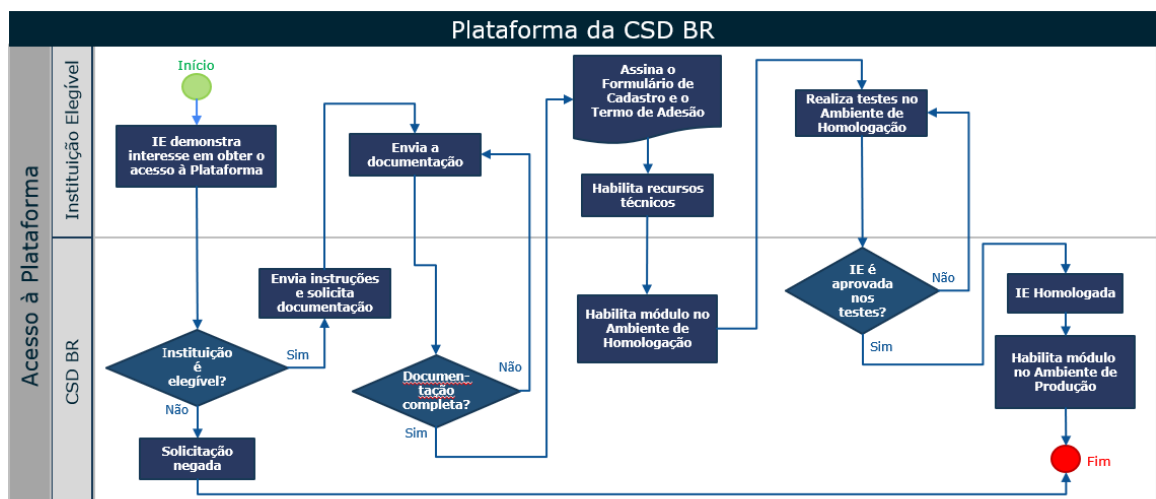 Plataforma da CSD BR
Acesso à Plataforma
Instituição Elegível
Início
IE demonstra
interesse em obter o
acesso à Plataforma
Envia a
documentação
Assina o
Formulário de
Cadastro e o
Termo de Adesão
Habilita recursos
técnicos
Realiza testes no
Ambiente de
Homologação
CSD BR
Instituição
é
elegível?
Sim
Não
Solicitação
negada
Envia instruções
e solicita
documentação
Documen-
tação
completa?
Não
Sim
Habilita módulo no
Ambiente de
Homologação
IE é
aprovada
nos
testes?
Não
Sim
IE Homologada
Habilita módulo
no Ambiente de
Produção
Fim